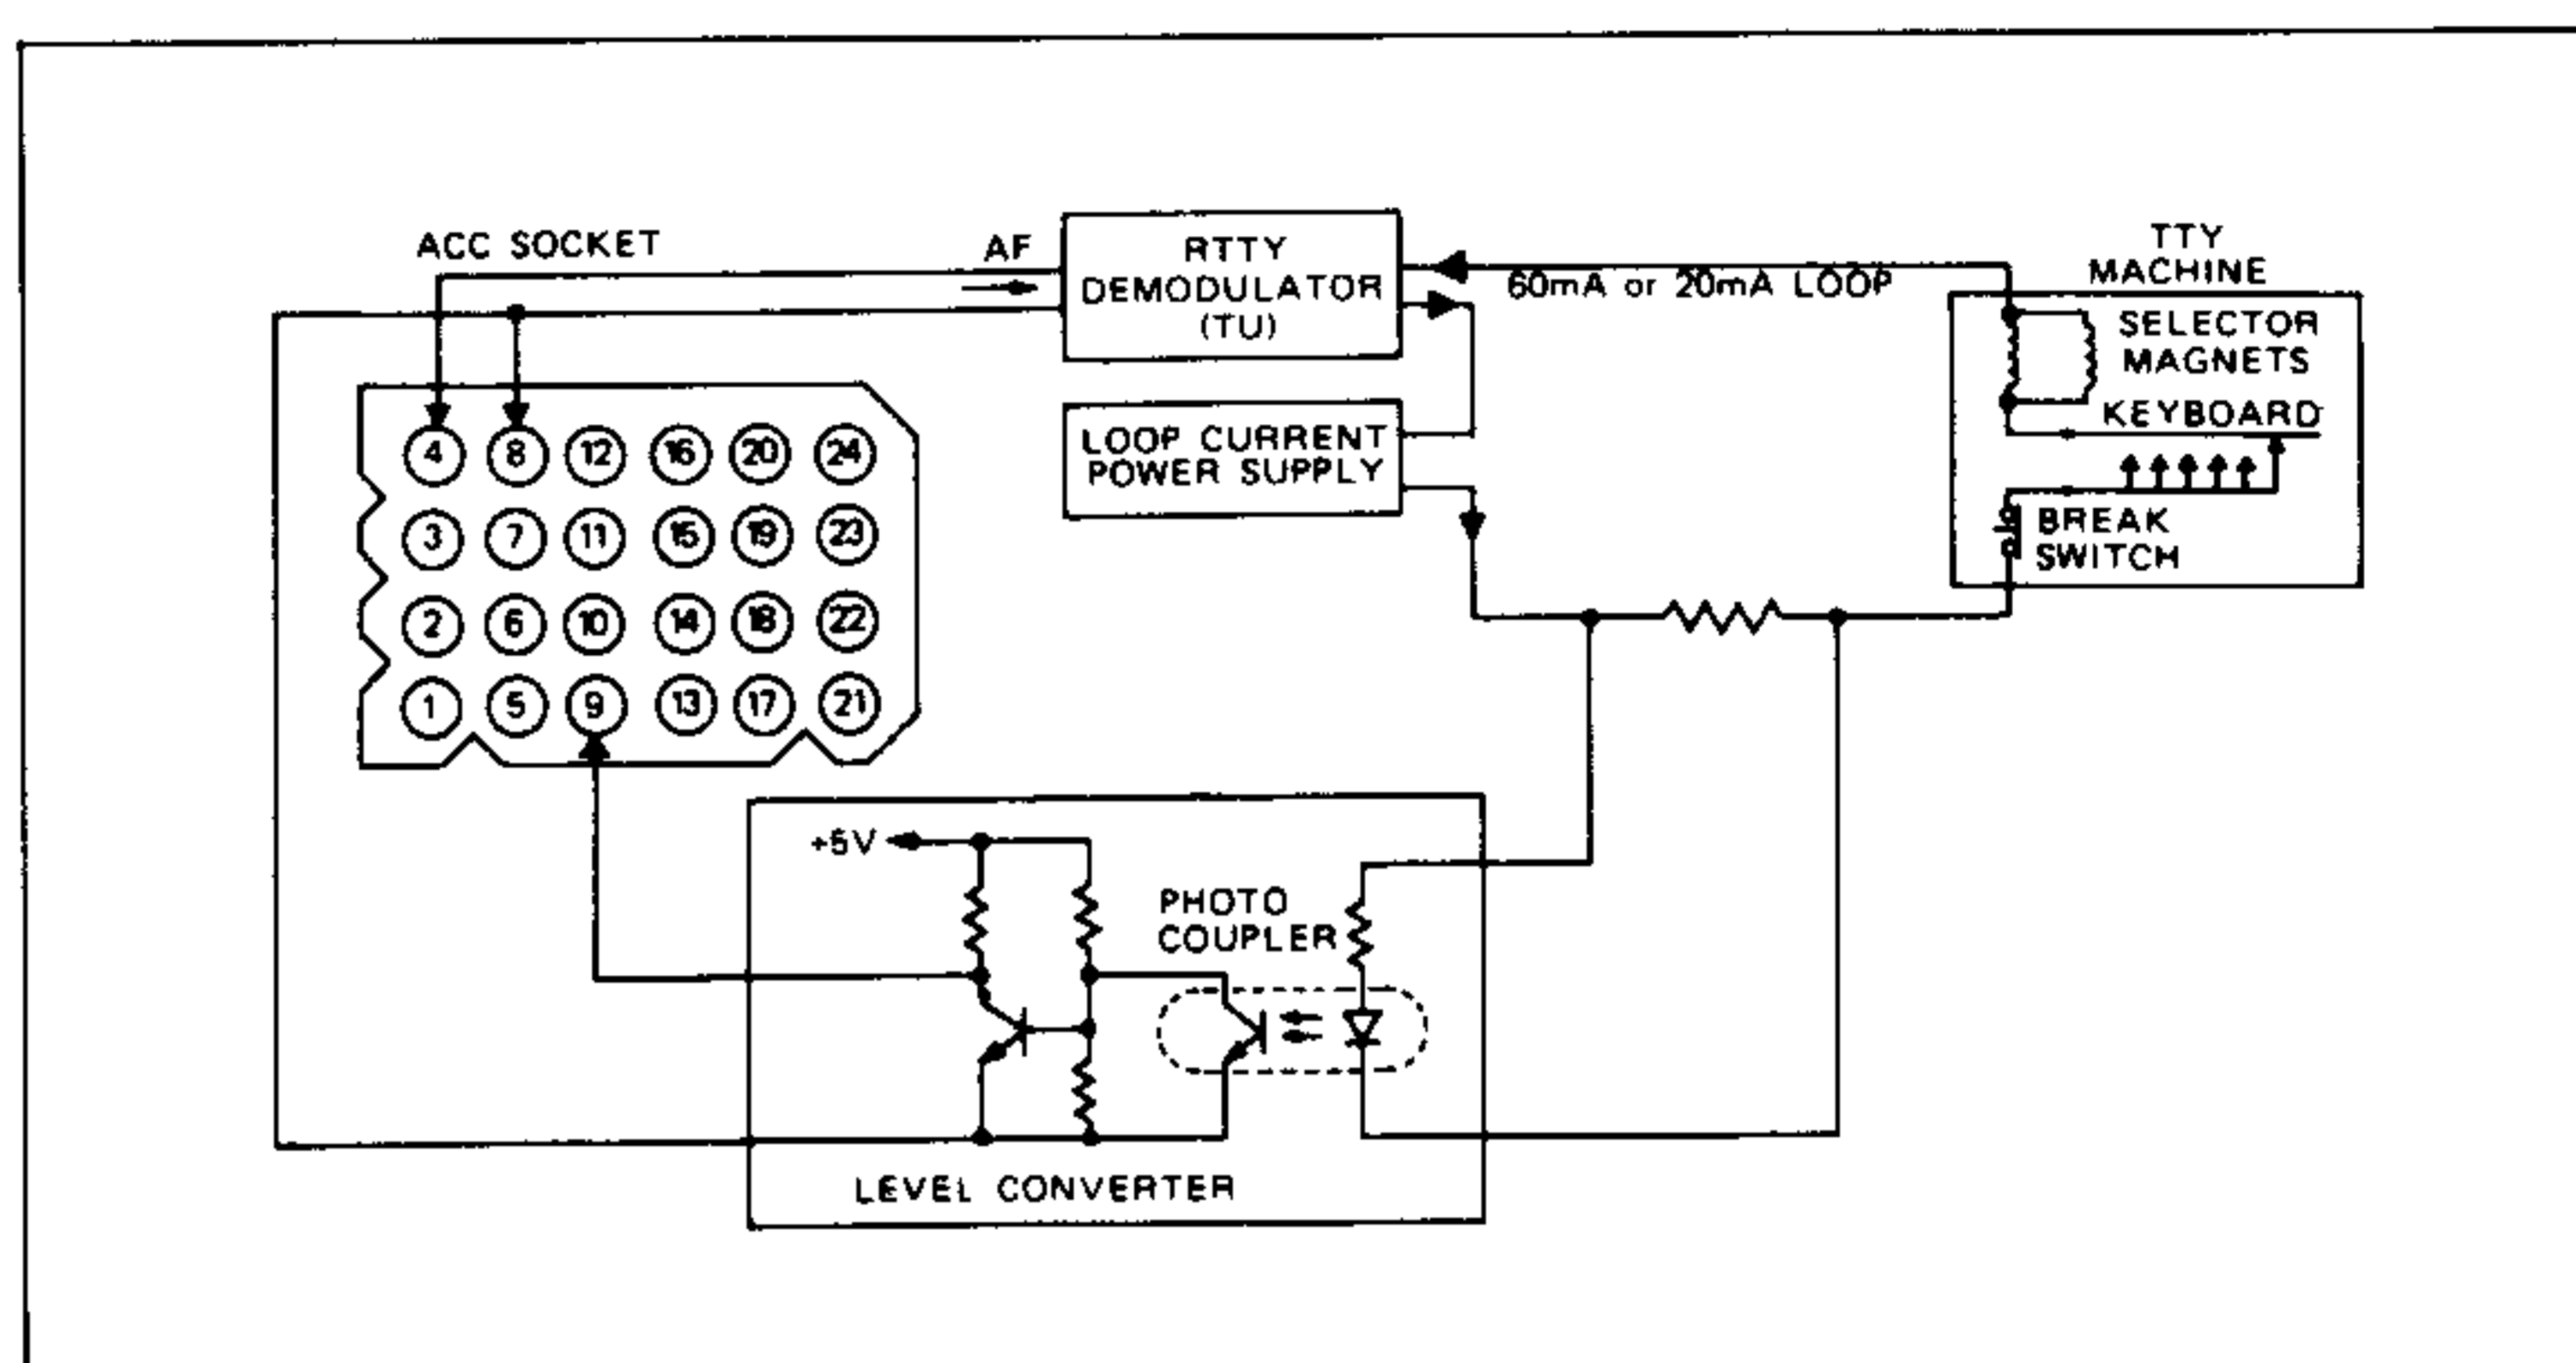 ACC SOCKET
AF
RTTY
DEMODULATOR
(TU)
60mA or 20mA LOOP
TTY
MACHINE
SELECTOR
MAGNETS
KEYBOARD
BREAK
SWITCH
LOOP CURRENT
POWER SUPPLY
4 8 12 16 20 24
3 7 11 15 19 23
2 6 10 14 18 22
1 5 9 13 17 21
+5V
PHOTO
COUPLER
LEVEL CONVERTER